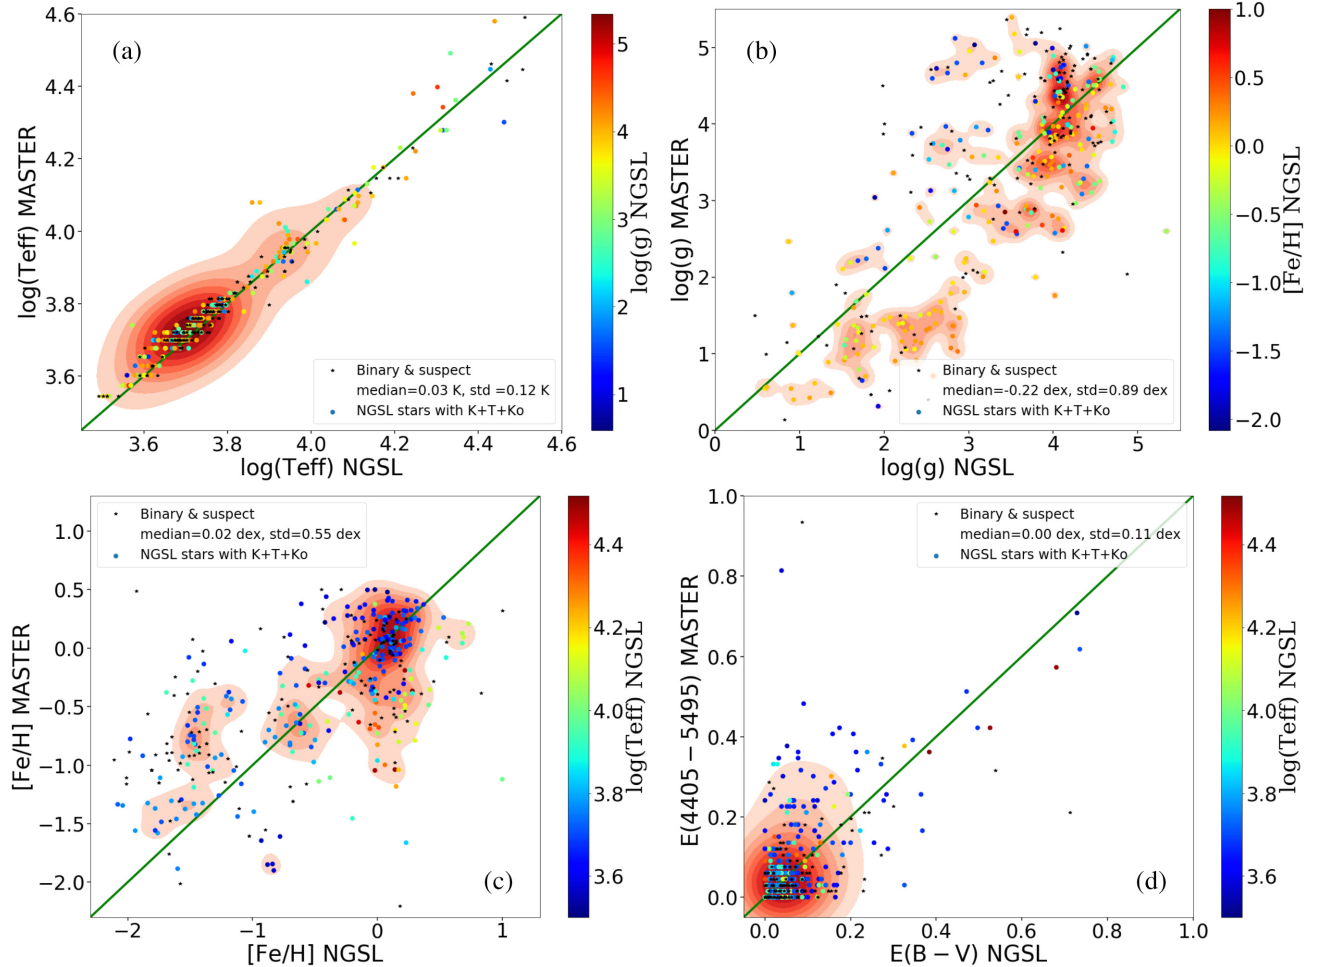 (a)
4.6
4.4
4.2
4.0
3.8
3.6
log(Teff) MASTER
3.6 3.8 4.0 4.2 4.4 4.6
log(Teff) NGSL
Binary & suspect
median=0.03 K, std =0.12 K
NGSL stars with K+T+Ko
5
4
3
2
1
log(g) NGSL
(b)
5
4
3
2
1
0
log(g) MASTER
0 1 2 3 4 5
log(g) NGSL
Binary & suspect
median=-0.22 dex, std=0.89 dex
NGSL stars with K+T+Ko
1.0
0.5
0.0
−0.5
−1.0
−1.5
−2.0
[Fe/H] NGSL
Binary & suspect
median=0.02 dex, std=0.55 dex
NGSL stars with K+T+Ko
1.0
0.5
0.0
−0.5
−1.0
−1.5
−2.0
[Fe/H] MASTER
(c)
−2 −1 0 1
[Fe/H] NGSL
4.4
4.2
4.0
3.8
3.6
log(Teff) NGSL
Binary & suspect
median=0.00 dex, std=0.11 dex
NGSL stars with K+T+Ko
1.0
0.8
0.6
0.4
0.2
0.0
E(4405 − 5495) MASTER
(d)
0.0 0.2 0.4 0.6 0.8 1.0
E(B − V) NGSL
4.4
4.2
4.0
3.8
3.6
log(Teff) NGSL